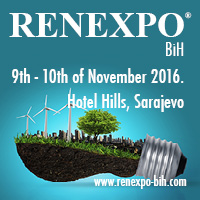 RENEXPO®
BiH
9th - 10th of November 2016.
Hotel Hills, Sarajevo
www.renexpo-bih.com